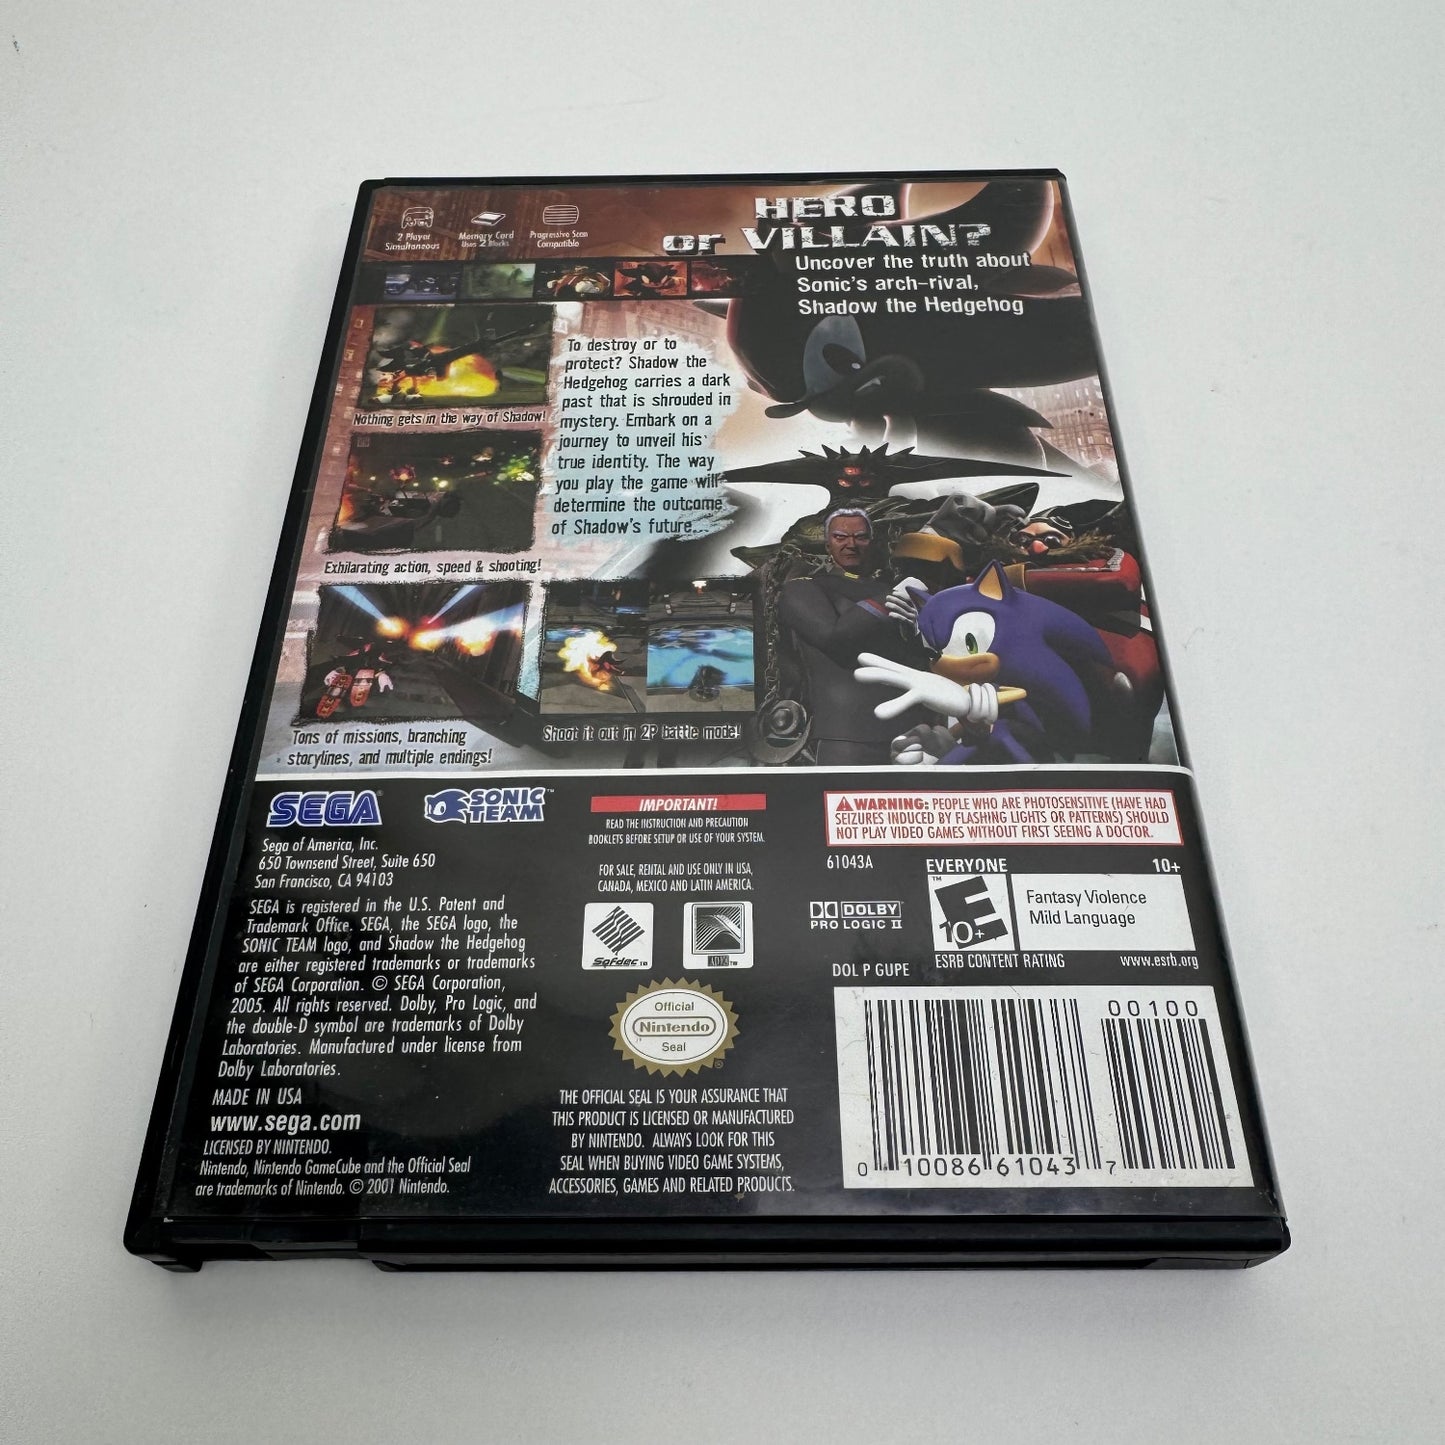 HERO
or VILLAIN?
Uncover the truth about
Sonic's arch-rival,
Shadow the Hedgehog
2 Player
Simultaneous
Memory Card
Uses 2 Blocks
Progressive Scan
Compatible
To destroy or to
protect? Shadow the
Hedgehog carries a dark
past that is shrouded in
mystery. Embark on a
journey to unveil his
true identity. The way
you play the game will
determine the outcome
of Shadow's future...
Nothing gets in the way of Shadow!
Exhilarating action, speed & shooting!
Tons of missions, branching
storylines, and multiple endings!
Shoot it out in 2P battle mode!
SEGA®
SONIC
TEAM™
Sega of America, Inc.
650 Townsend Street, Suite 650
San Francisco, CA 94103
SEGA is registered in the U.S. Patent and
Trademark Office. SEGA, the SEGA logo, the
SONIC TEAM logo, and Shadow the Hedgehog
are either registered trademarks or trademarks
of SEGA Corporation. © SEGA Corporation,
2005. All rights reserved. Dolby, Pro Logic, and
the double-D symbol are trademarks of Dolby
Laboratories. Manufactured under license from
Dolby Laboratories.
MADE IN USA
www.sega.com
LICENSED BY NINTENDO.
Nintendo, Nintendo GameCube and the Official Seal
are trademarks of Nintendo. © 2001 Nintendo.
IMPORTANT!
READ THE INSTRUCTION AND PRECAUTION
BOOKLETS BEFORE SETUP OR USE OF YOUR SYSTEM.
FOR SALE, RENTAL AND USE ONLY IN USA,
CANADA, MEXICO AND LATIN AMERICA.
Sofdec™
ADX™
Official
Nintendo
Seal
®
THE OFFICIAL SEAL IS YOUR ASSURANCE THAT
THIS PRODUCT IS LICENSED OR MANUFACTURED
BY NINTENDO. ALWAYS LOOK FOR THIS
SEAL WHEN BUYING VIDEO GAME SYSTEMS,
ACCESSORIES, GAMES AND RELATED PRODUCTS.
WARNING: PEOPLE WHO ARE PHOTOSENSITIVE (HAVE HAD
SEIZURES INDUCED BY FLASHING LIGHTS OR PATTERNS) SHOULD
NOT PLAY VIDEO GAMES WITHOUT FIRST SEEING A DOCTOR.
61043A
DOLBY
PRO LOGIC II
EVERYONE 10+
™
E
10+
Fantasy Violence
Mild Language
ESRB CONTENT RATING www.esrb.org
DOL P GUPE
00100
0 10086 61043 7